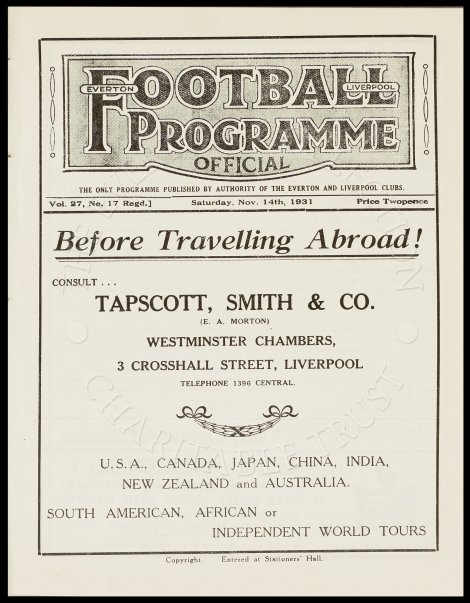 FOOTBALL
EVERTON
LIVERPOOL
PROGRAMME
OFFICIAL
THE ONLY PROGRAMME PUBLISHED BY AUTHORITY OF THE EVERTON AND LIVERPOOL CLUBS.
Vol. 27, No. 17 Regd.] Saturday, Nov. 14th, 1931 Price Twopence
Before Travelling Abroad!
CONSULT . . .
TAPSCOTT, SMITH & CO.
(E. A. MORTON)
WESTMINSTER CHAMBERS,
3 CROSSHALL STREET, LIVERPOOL
TELEPHONE 1396 CENTRAL.
U.S.A., CANADA, JAPAN, CHINA, INDIA,
NEW ZEALAND and AUSTRALIA.
SOUTH AMERICAN, AFRICAN or
INDEPENDENT WORLD TOURS
Copyright. Entered at Stationers' Hall.
CHARITABLE TRUST